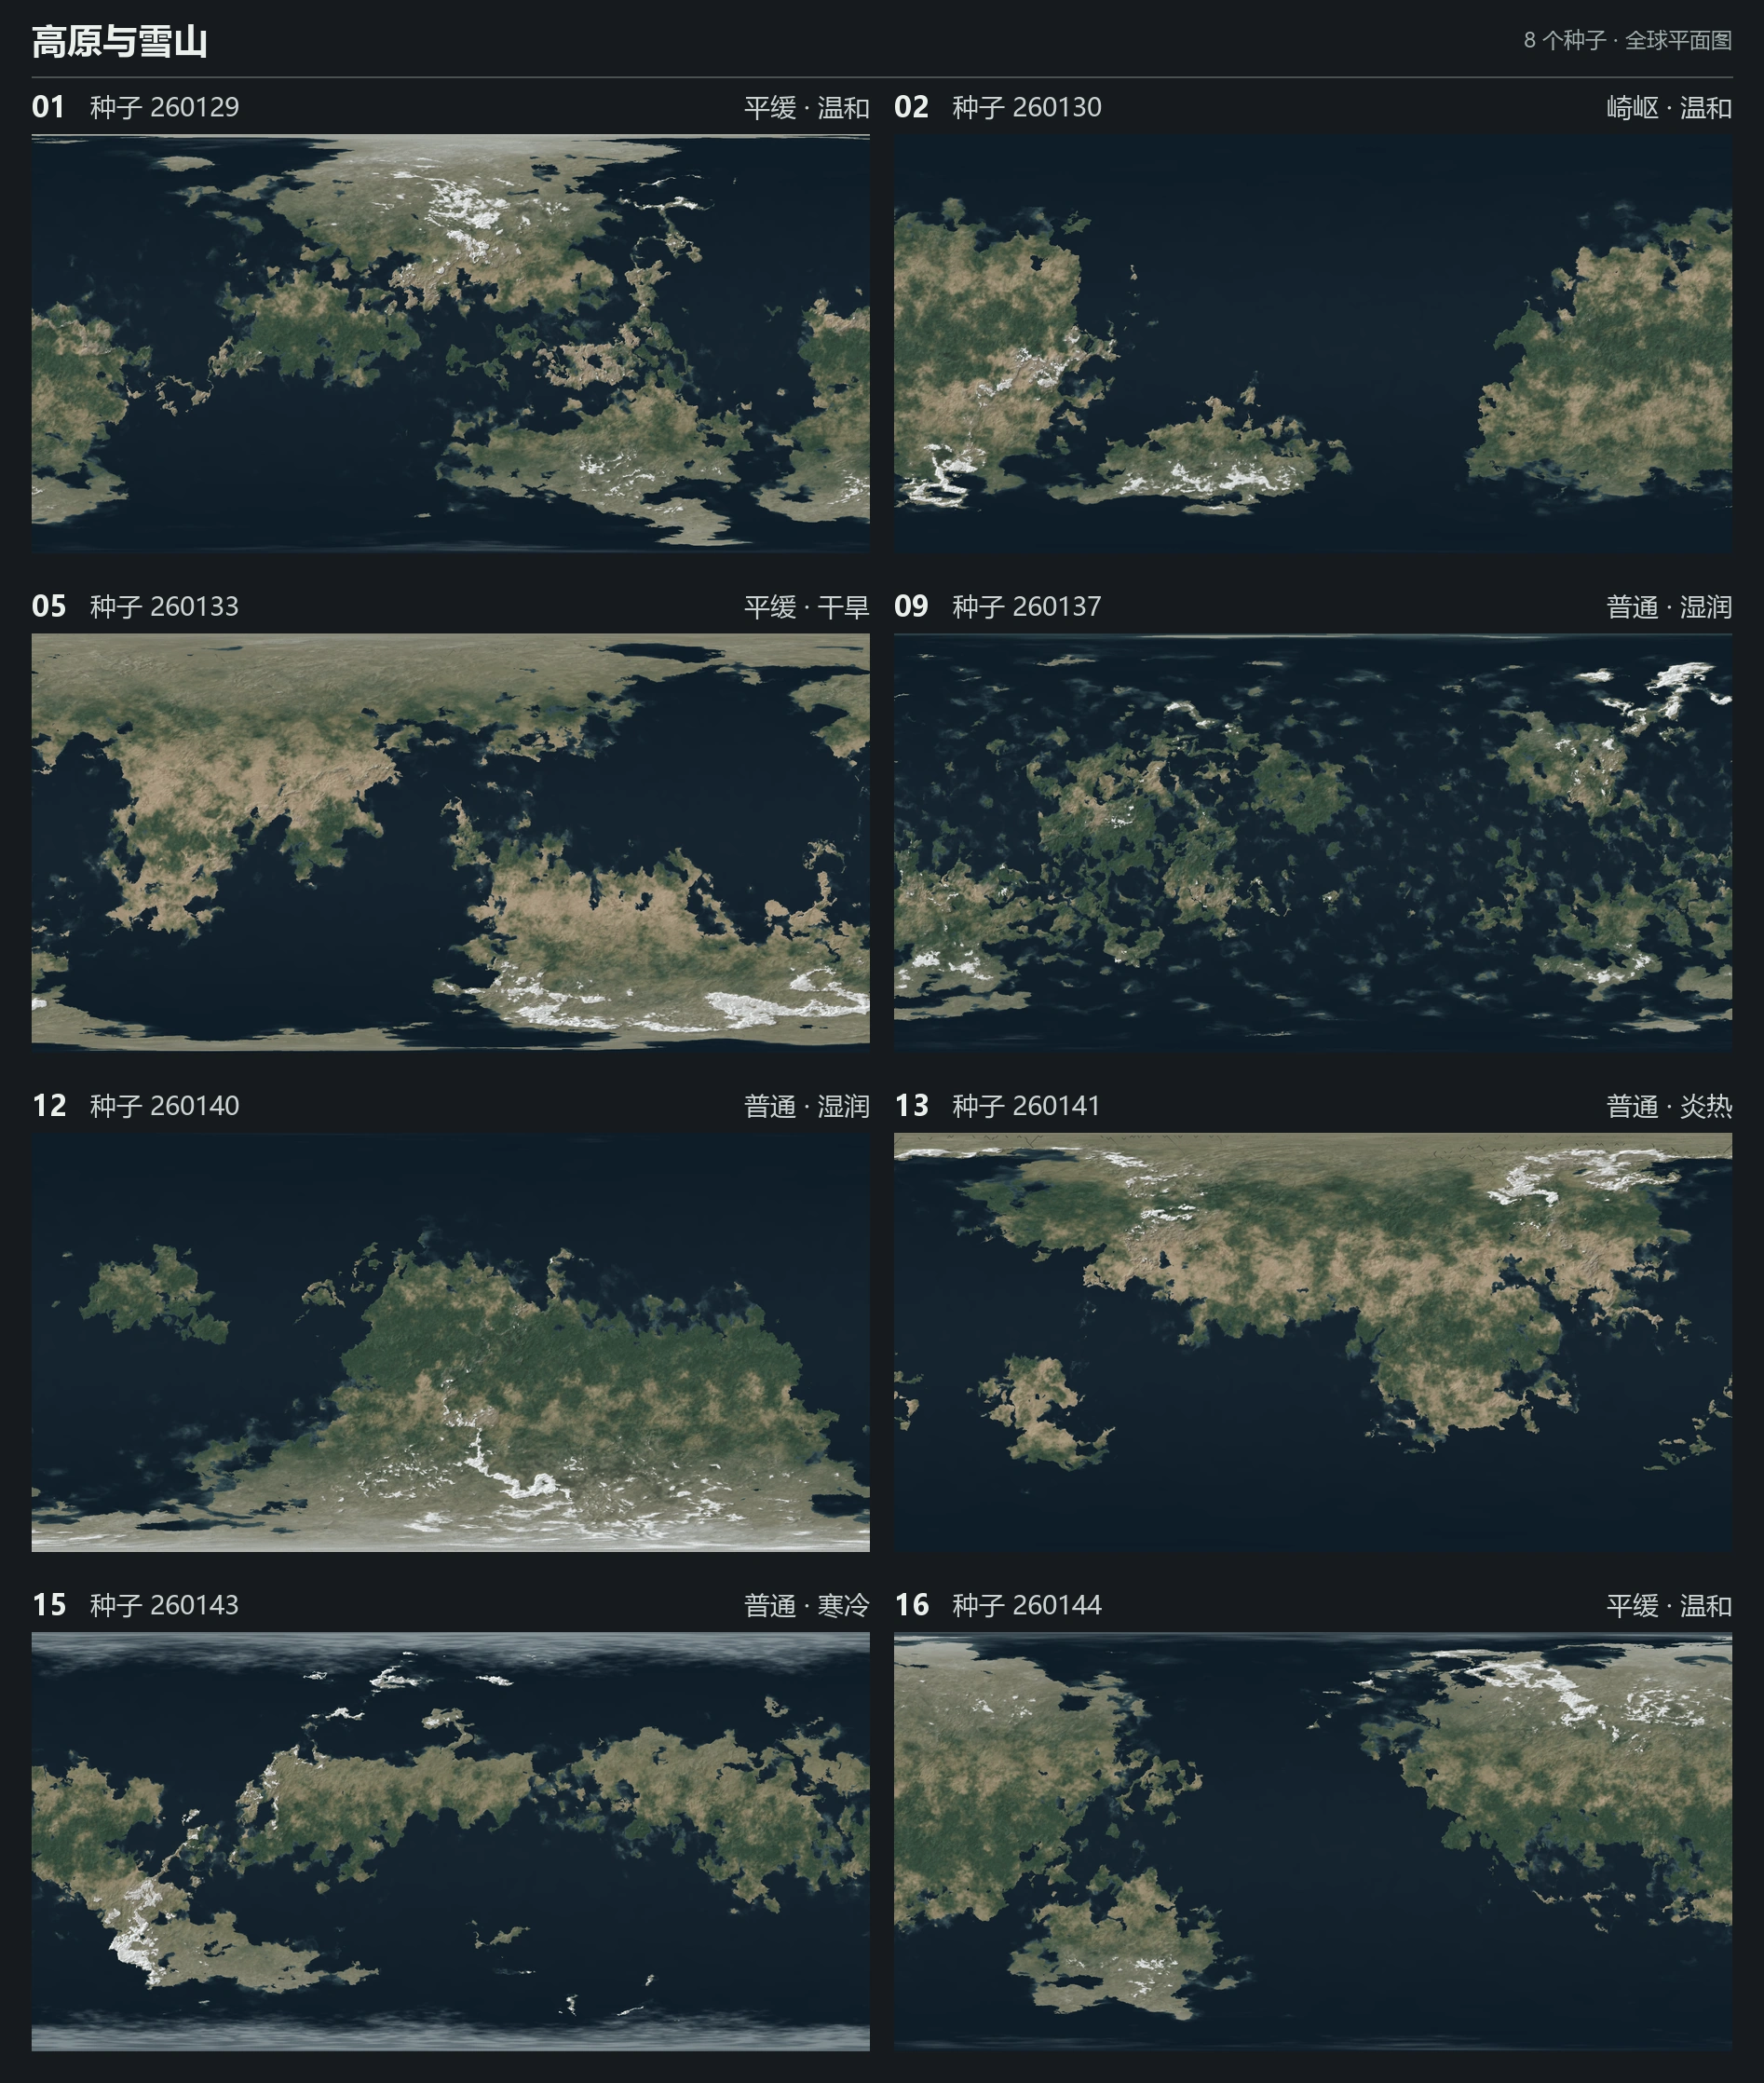 高原与雪山
8 个种子 · 全球平面图
01 种子 260129 平缓 · 温和
02 种子 260130 崎岖 · 温和
05 种子 260133 平缓 · 干旱
09 种子 260137 普通 · 湿润
12 种子 260140 普通 · 湿润
13 种子 260141 普通 · 炎热
15 种子 260143 普通 · 寒冷
16 种子 260144 平缓 · 温和